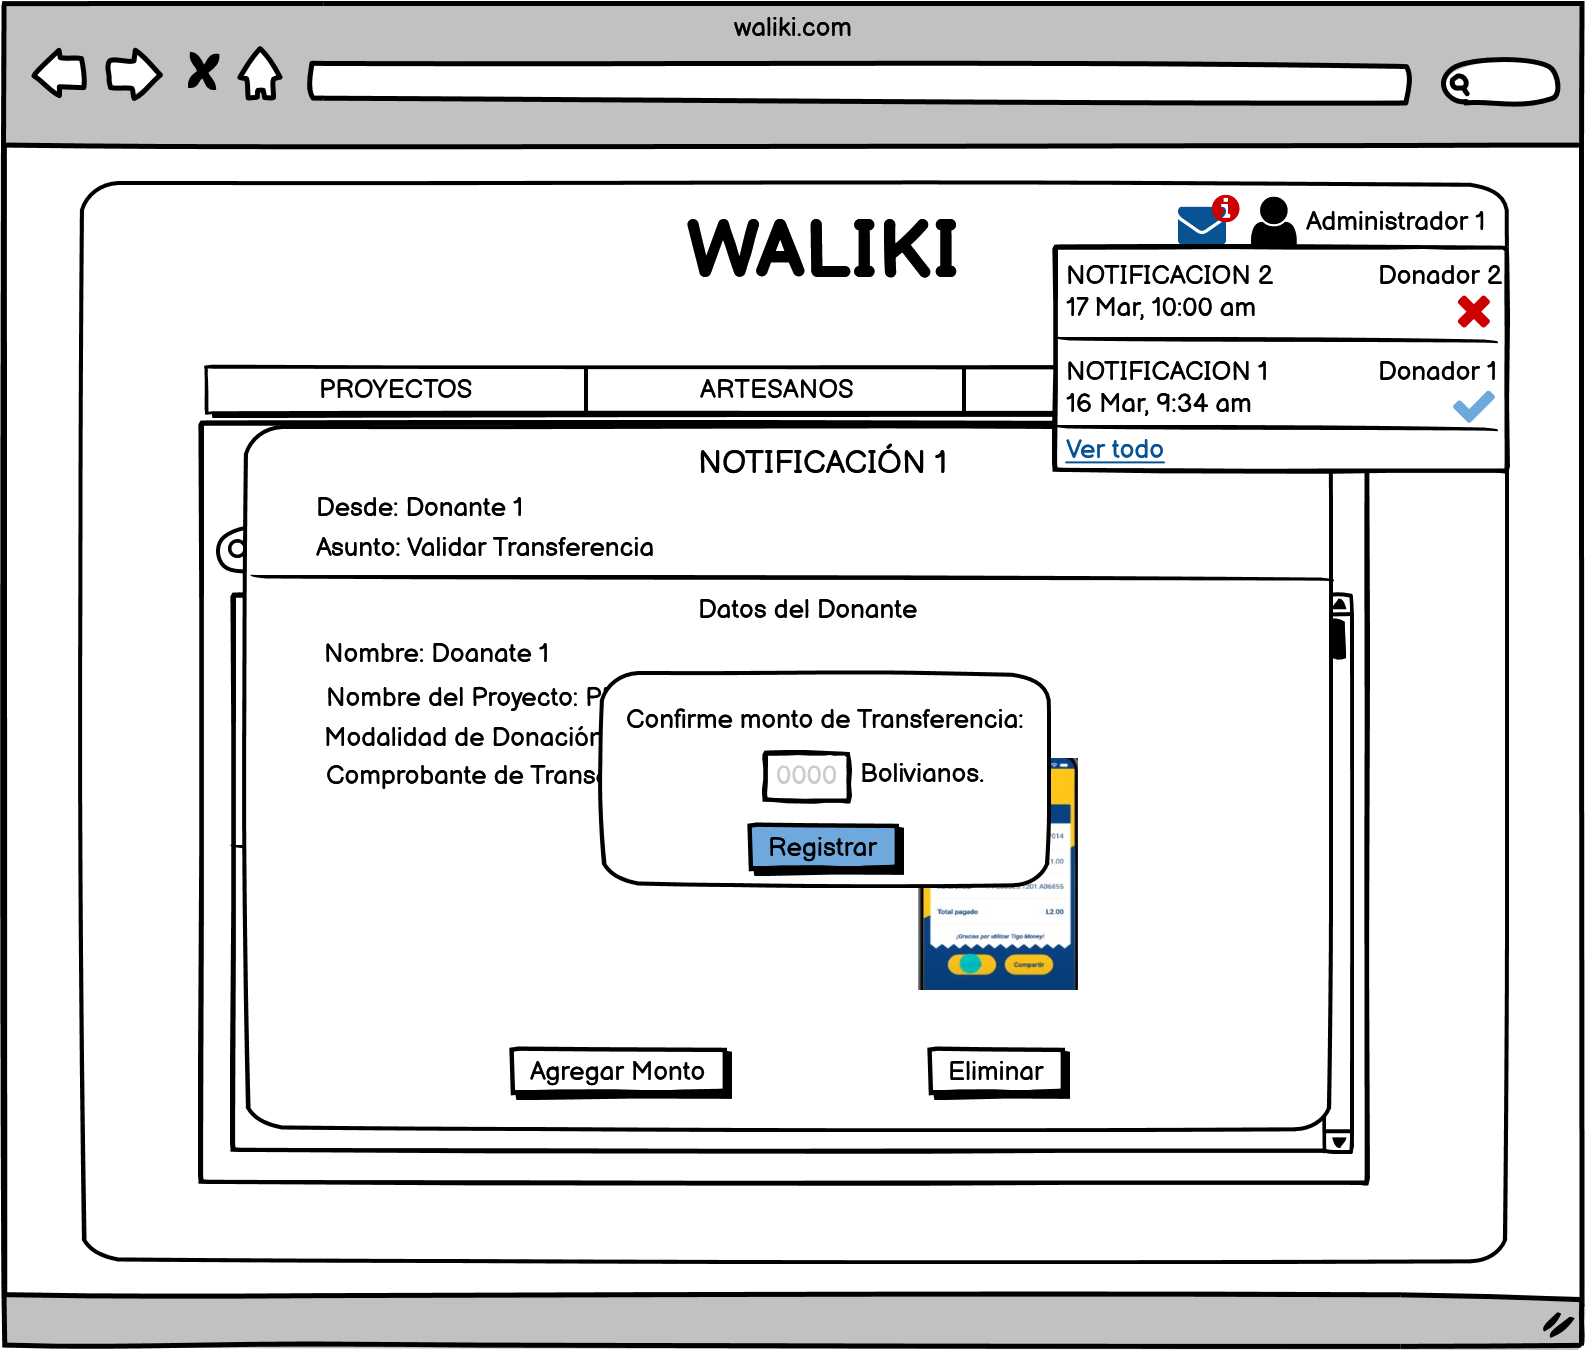 waliki.com
WALIKI
Administrador 1
NOTIFICACION 2 Donador 2
17 Mar, 10:00 am
NOTIFICACION 1 Donador 1
16 Mar, 9:34 am
Ver todo
PROYECTOS ARTESANOS
NOTIFICACIÓN 1
Desde: Donante 1
Asunto: Validar Transferencia
Datos del Donante
Nombre: Doanate 1
Nombre del Proyecto:
Modalidad de Donación
Comprobante de
Confirme monto de Transferencia:
0000 Bolivianos.
Registrar
Total pagado L2.00
¡Gracias por utilizar Tigo Money!
Compartir
Agregar Monto Eliminar